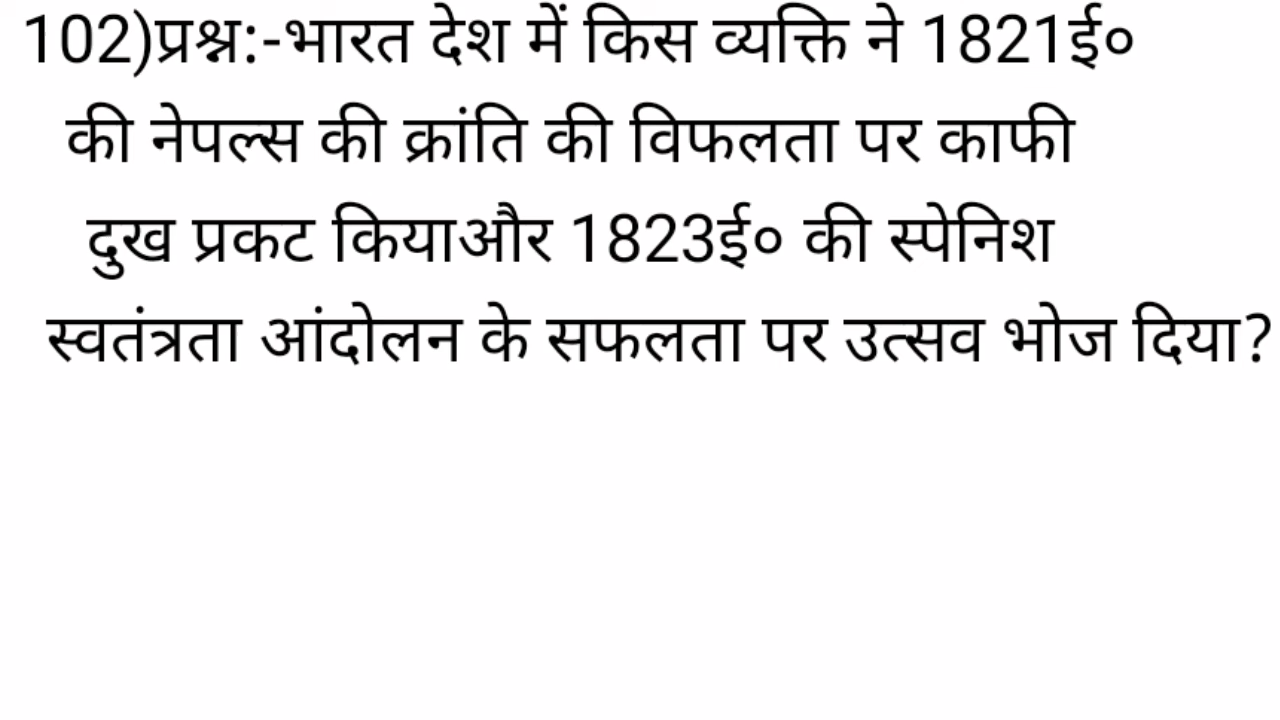 102)प्रश्न:-भारत देश में किस व्यक्ति ने 1821ई०
की नेपल्स की क्रांति की विफलता पर काफी
दुख प्रकट कियाऔर 1823ई० की स्पेनिश
स्वतंत्रता आंदोलन के सफलता पर उत्सव भोज दिया?